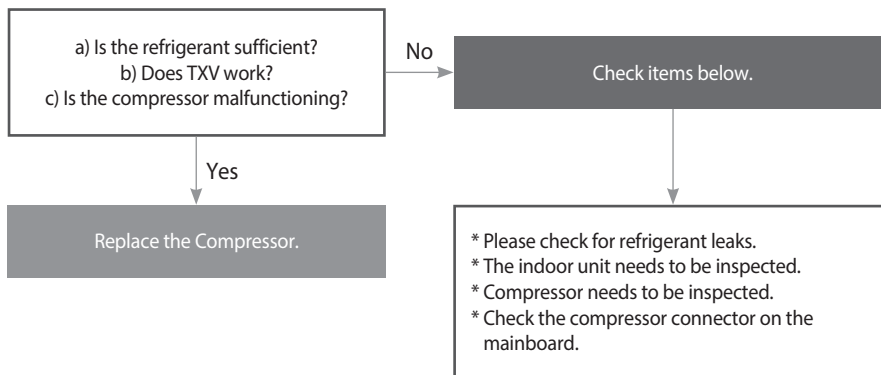 a) Is the refrigerant sufficient?
b) Does TXV work?
c) Is the compressor malfunctioning?
No
Check items below.
Yes
Replace the Compressor.
* Please check for refrigerant leaks.
* The indoor unit needs to be inspected.
* Compressor needs to be inspected.
* Check the compressor connector on the
mainboard.